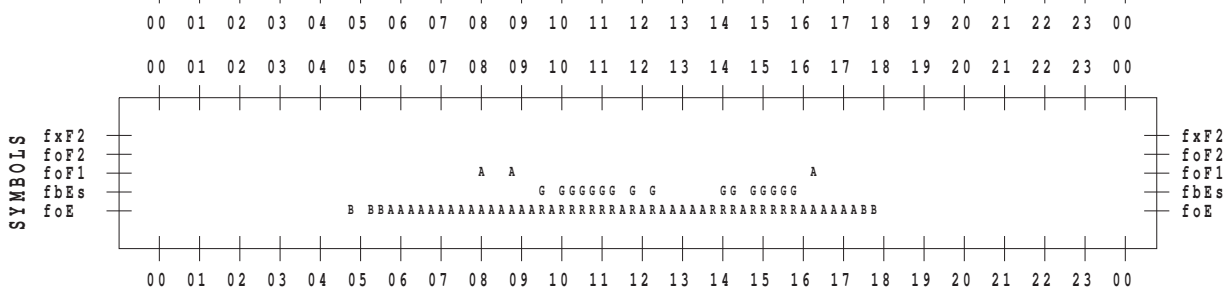 00 01 02 03 04 05 06 07 08 09 10 11 12 13 14 15 16 17 18 19 20 21 22 23 00
00 01 02 03 04 05 06 07 08 09 10 11 12 13 14 15 16 17 18 19 20 21 22 23 00
SYMBOLS
fxF2 fxF2
foF2 foF2
foF1 A A A foF1
fbEs G GGGGGG G G GG GGGGG fbEs
foE B BBAAAAAAAAAAAAAAARARRRRRRARARAAAAARRRARRRRRAAAAAABB foE
00 01 02 03 04 05 06 07 08 09 10 11 12 13 14 15 16 17 18 19 20 21 22 23 00